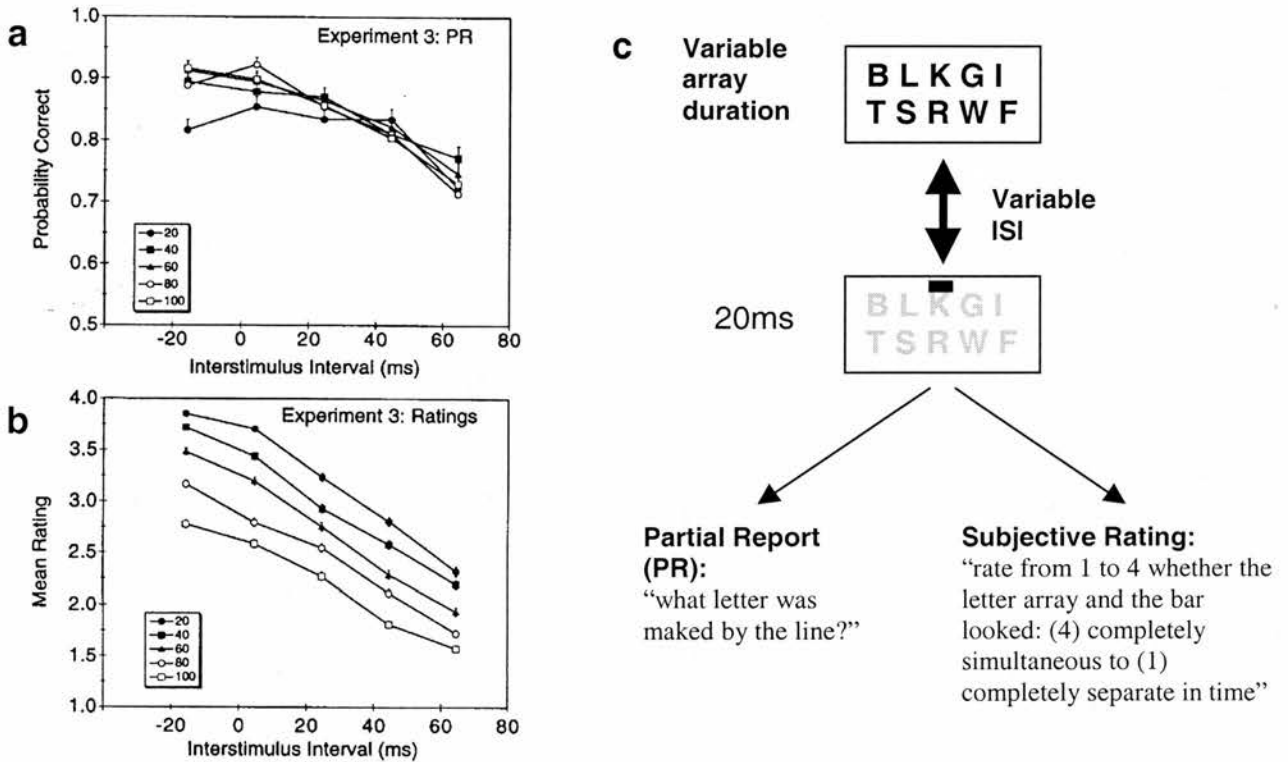 a
Experiment 3: PR
Probability Correct
1.0
0.9
0.8
0.7
0.6
0.5
20
40
60
80
100
-20 0 20 40 60 80
Interstimulus Interval (ms)
b
Experiment 3: Ratings
Mean Rating
4.0
3.5
3.0
2.5
2.0
1.5
1.0
20
40
60
80
100
-20 0 20 40 60 80
Interstimulus Interval (ms)
c
Variable
array
duration
B L K G I
T S R W F
Variable
ISI
20ms
B L K G I
T S R W F
Partial Report
(PR):
“what letter was
maked by the line?”
Subjective Rating:
“rate from 1 to 4 whether the
letter array and the bar
looked: (4) completely
simultaneous to (1)
completely separate in time”